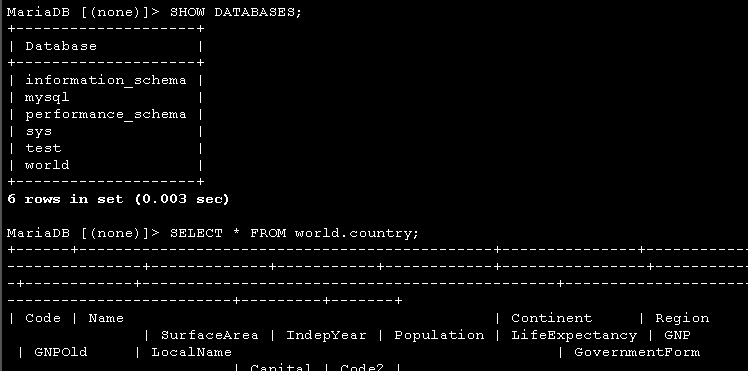 MariaDB [(none)]> SHOW DATABASES;
+--------------------+
| Database           |
+--------------------+
| information_schema |
| mysql              |
| performance_schema |
| sys                |
| test               |
| world              |
+--------------------+
6 rows in set (0.003 sec)
MariaDB [(none)]> SELECT * FROM world.country;
+------+----------------------------------------------+---------------+------------
---------------+-------------+-----------+------------+----------------+-----------
-+------------+----------------------------------------------+---------------------
-------------------------+---------+-------+
| Code | Name                                         | Continent     | Region
               | SurfaceArea | IndepYear | Population | LifeExpectancy | GNP
 | GNPOld     | LocalName                                    | GovernmentForm
                         | Capital | Code2 |